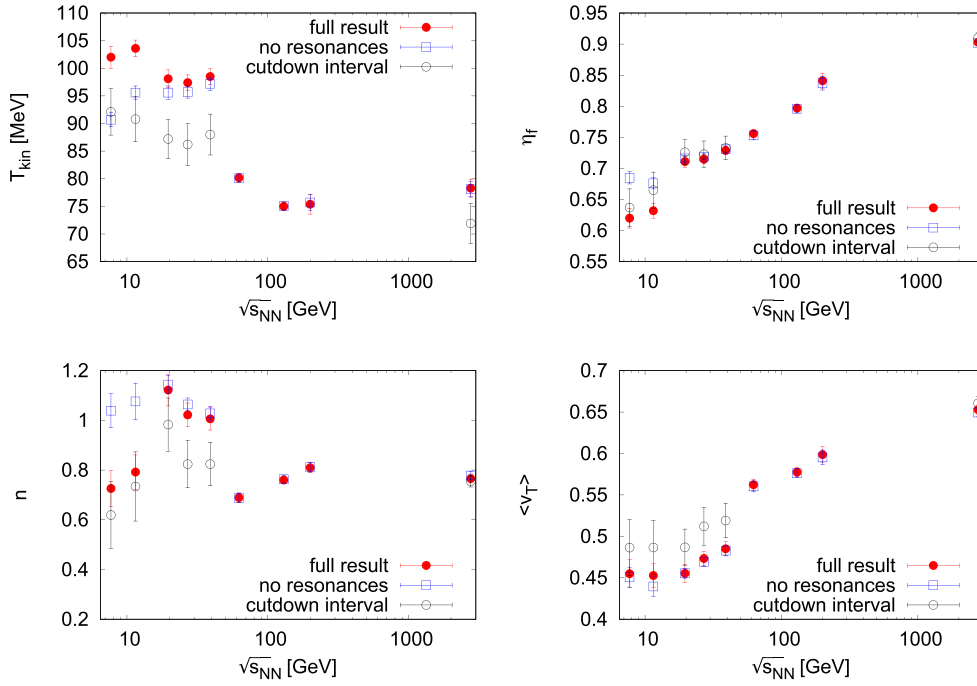 110
105
100
95
90
85
80
75
70
65
T_kin [MeV]
full result
no resonances
cutdown interval
10
100
1000
√s_NN [GeV]
0.95
0.9
0.85
0.8
0.75
0.7
0.65
0.6
0.55
η_f
full result
no resonances
cutdown interval
10
100
1000
√s_NN [GeV]
1.2
1
0.8
0.6
0.4
0.2
n
full result
no resonances
cutdown interval
10
100
1000
√s_NN [GeV]
0.7
0.65
0.6
0.55
0.5
0.45
0.4
<v_T>
full result
no resonances
cutdown interval
10
100
1000
√s_NN [GeV]